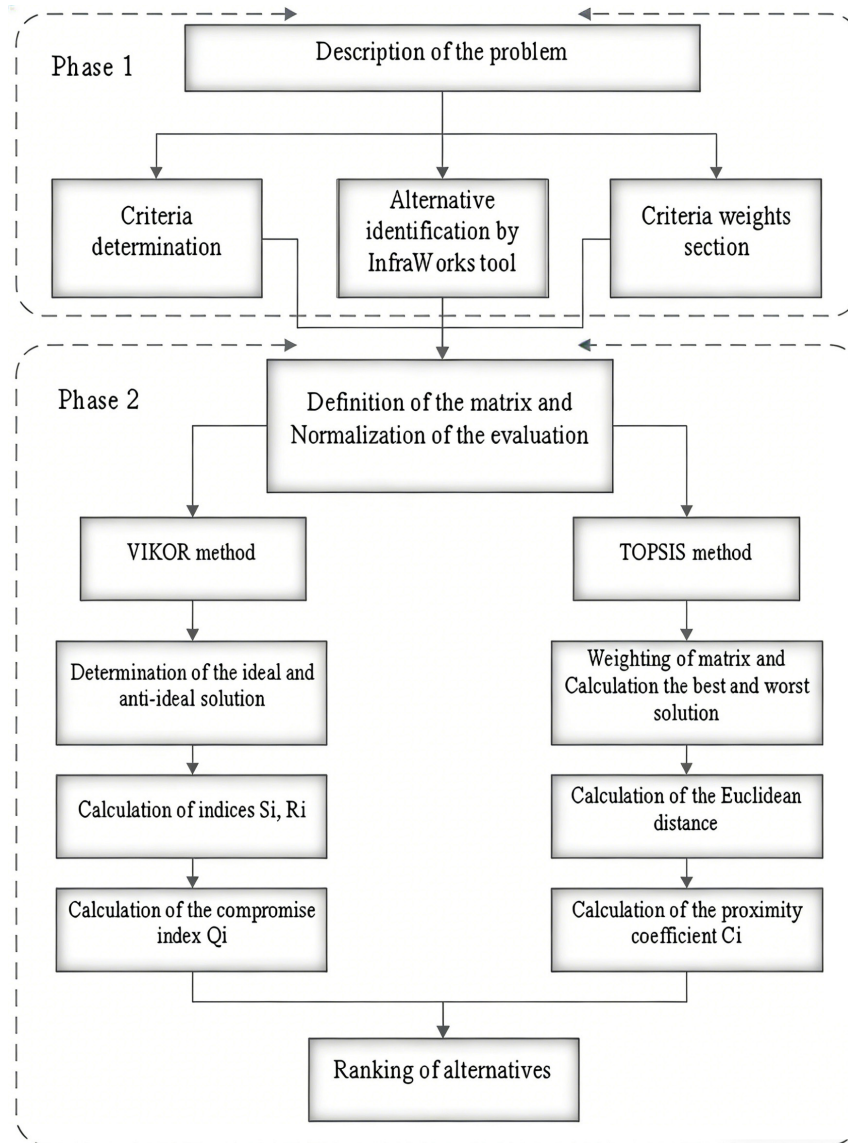 Phase 1
Description of the problem
Criteria
determination
Alternative
identification by
InfraWorks tool
Criteria weights
section
Phase 2
Definition of the matrix and
Normalization of the evaluation
VIKOR method
TOPSIS method
Determination of the ideal and
anti-ideal solution
Weighting of matrix and
Calculation the best and worst
solution
Calculation of indices Si, Ri
Calculation of the Euclidean
distance
Calculation of the compromise
index Qi
Calculation of the proximity
coefficient Ci
Ranking of alternatives